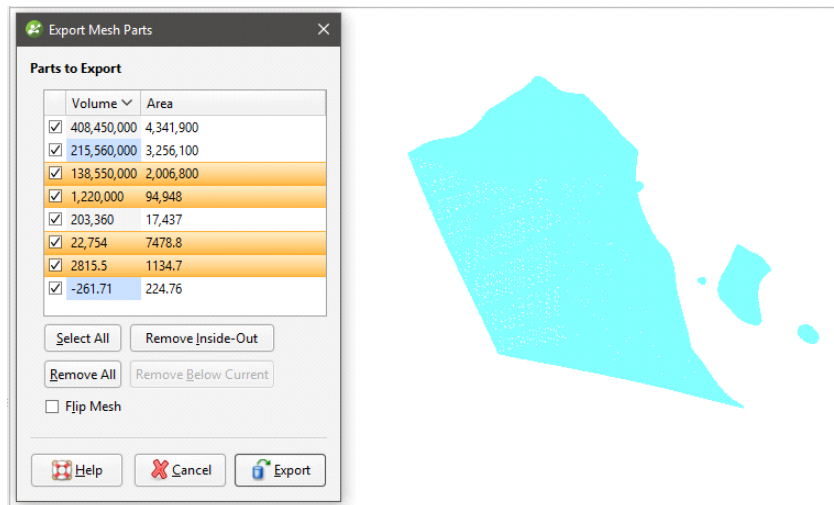 Export Mesh Parts
Parts to Export
Volume Area
408,450,000 4,341,900
215,560,000 3,256,100
138,550,000 2,006,800
1,220,000 94,948
203,360 17,437
22,754 7478.8
2815.5 1134.7
-261.71 224.76
Select All Remove Inside-Out
Remove All Remove Below Current
Flip Mesh
Help Cancel Export